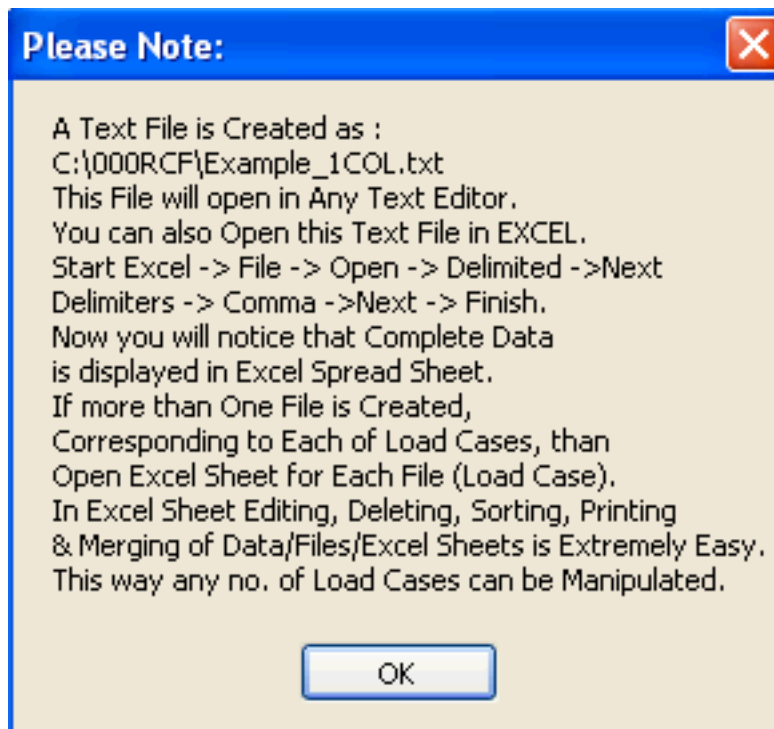 Please Note:
A Text File is Created as :
C:\000RCF\Example_1COL.txt
This File will open in Any Text Editor.
You can also Open this Text File in EXCEL.
Start Excel -> File -> Open -> Delimited ->Next
Delimiters -> Comma ->Next -> Finish.
Now you will notice that Complete Data
is displayed in Excel Spread Sheet.
If more than One File is Created,
Corresponding to Each of Load Cases, than
Open Excel Sheet for Each File (Load Case).
In Excel Sheet Editing, Deleting, Sorting, Printing
& Merging of Data/Files/Excel Sheets is Extremely Easy.
This way any no. of Load Cases can be Manipulated.
OK